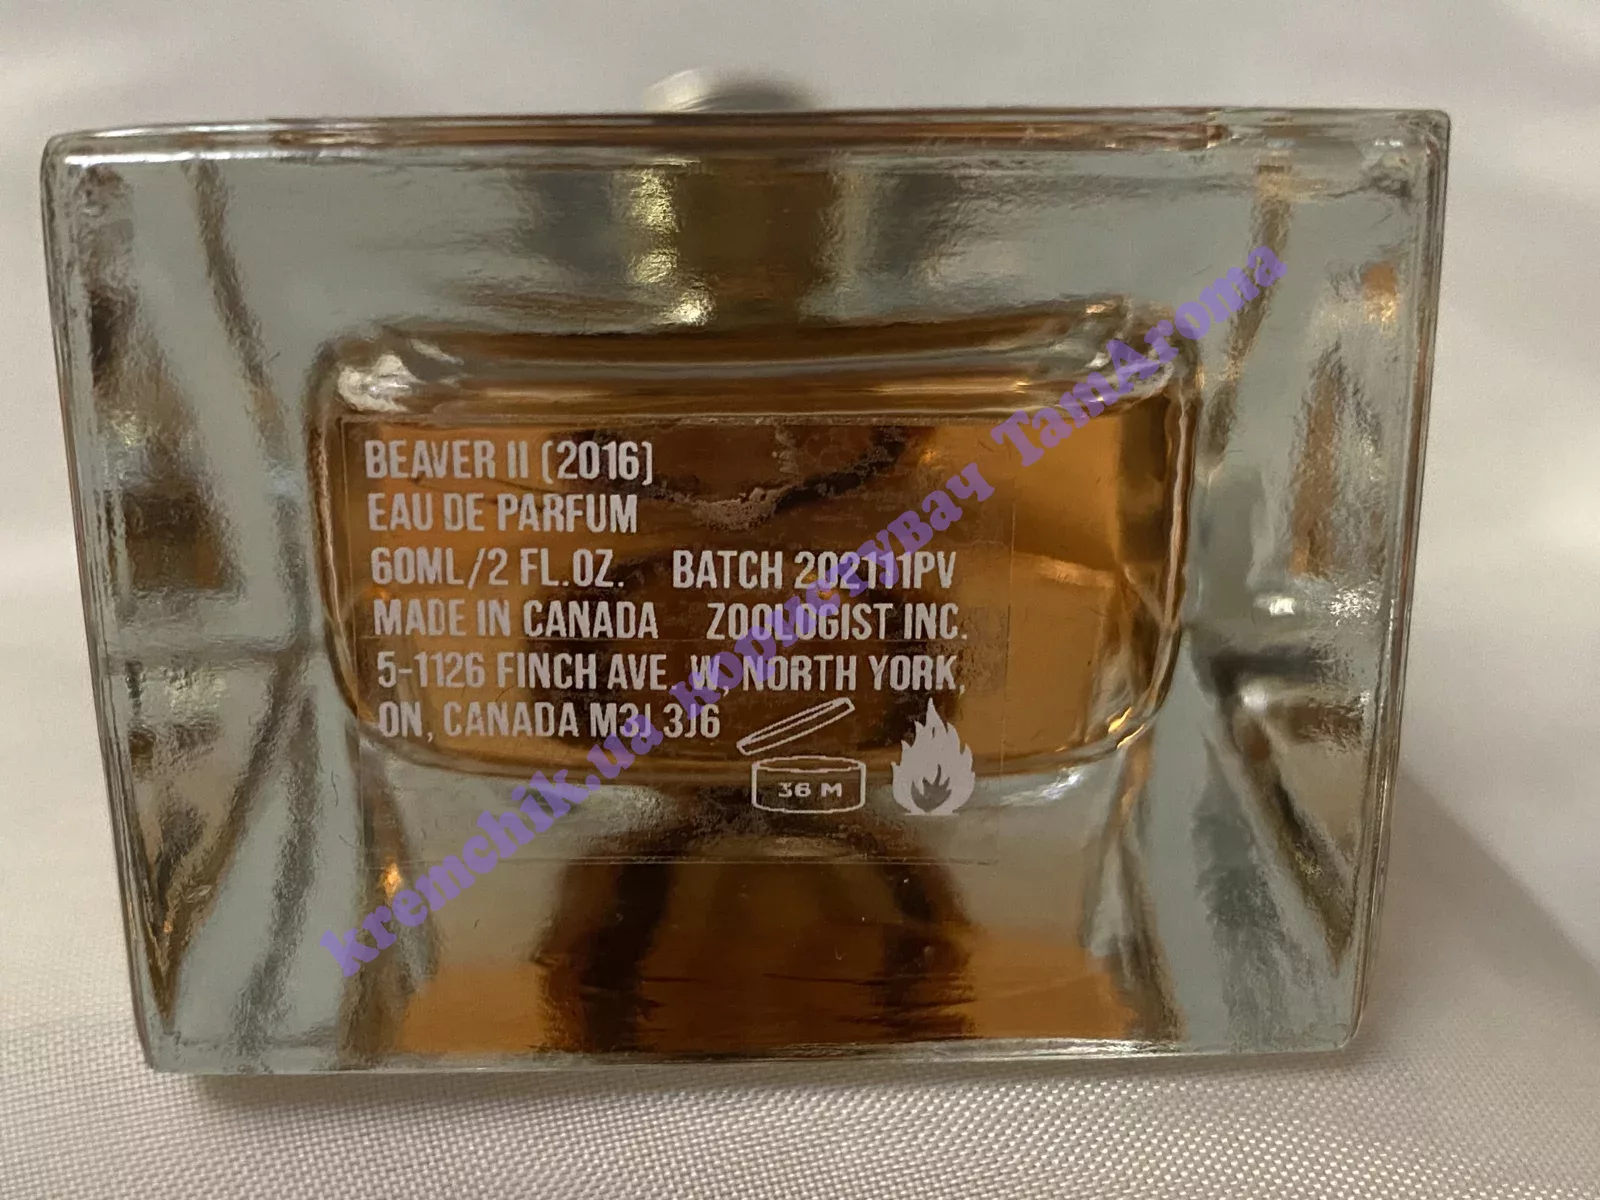 BEAVER II (2016)
EAU DE PARFUM
60ML/2 FL.OZ. BATCH 202111PV
MADE IN CANADA ZOOLOGIST INC.
5-1126 FINCH AVE. W, NORTH YORK,
ON, CANADA M3J 3J6
36 M
kremchik.ua користувач TamAroma